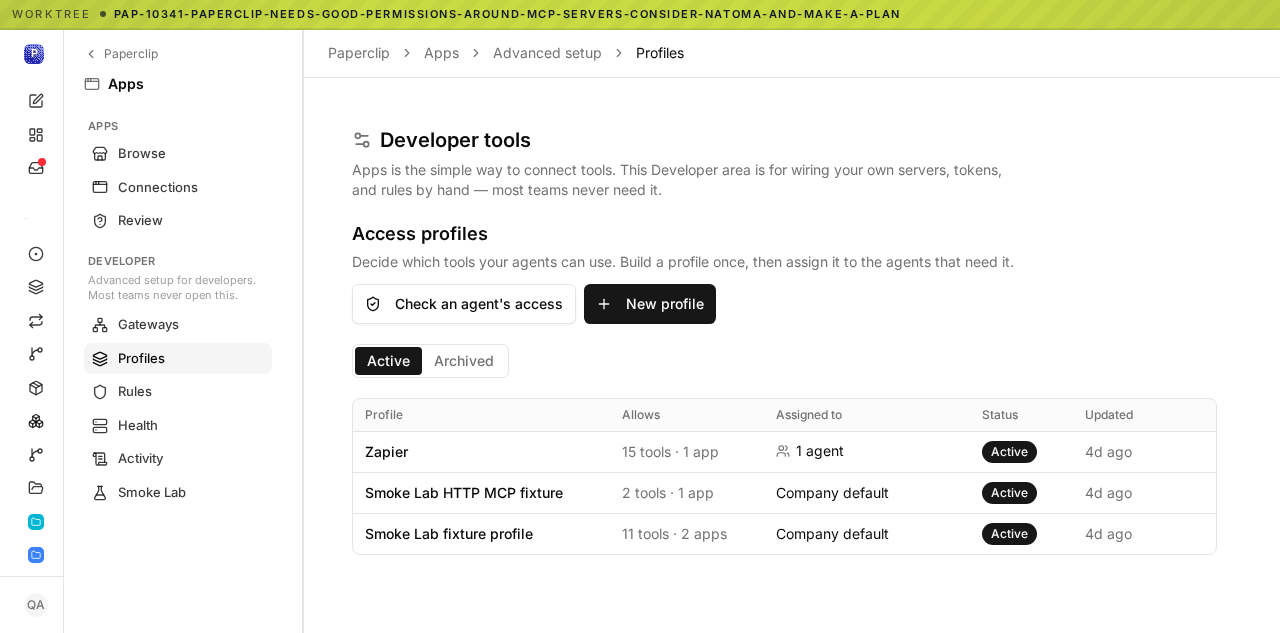 WORKTREE PAP-10341-PAPERCLIP-NEEDS-GOOD-PERMISSIONS-AROUND-MCP-SERVERS-CONSIDER-NATOMA-AND-MAKE-A-PLAN
P
Paperclip
Apps
APPS
Browse
Connections
Review
DEVELOPER
Advanced setup for developers.
Most teams never open this.
Gateways
Profiles
Rules
Health
Activity
Smoke Lab
QA
Paperclip > Apps > Advanced setup > Profiles
Developer tools
Apps is the simple way to connect tools. This Developer area is for wiring your own servers, tokens,
and rules by hand — most teams never need it.
Access profiles
Decide which tools your agents can use. Build a profile once, then assign it to the agents that need it.
Check an agent's access + New profile
Active Archived
Profile Allows Assigned to Status Updated
Zapier 15 tools · 1 app 1 agent Active 4d ago
Smoke Lab HTTP MCP fixture 2 tools · 1 app Company default Active 4d ago
Smoke Lab fixture profile 11 tools · 2 apps Company default Active 4d ago